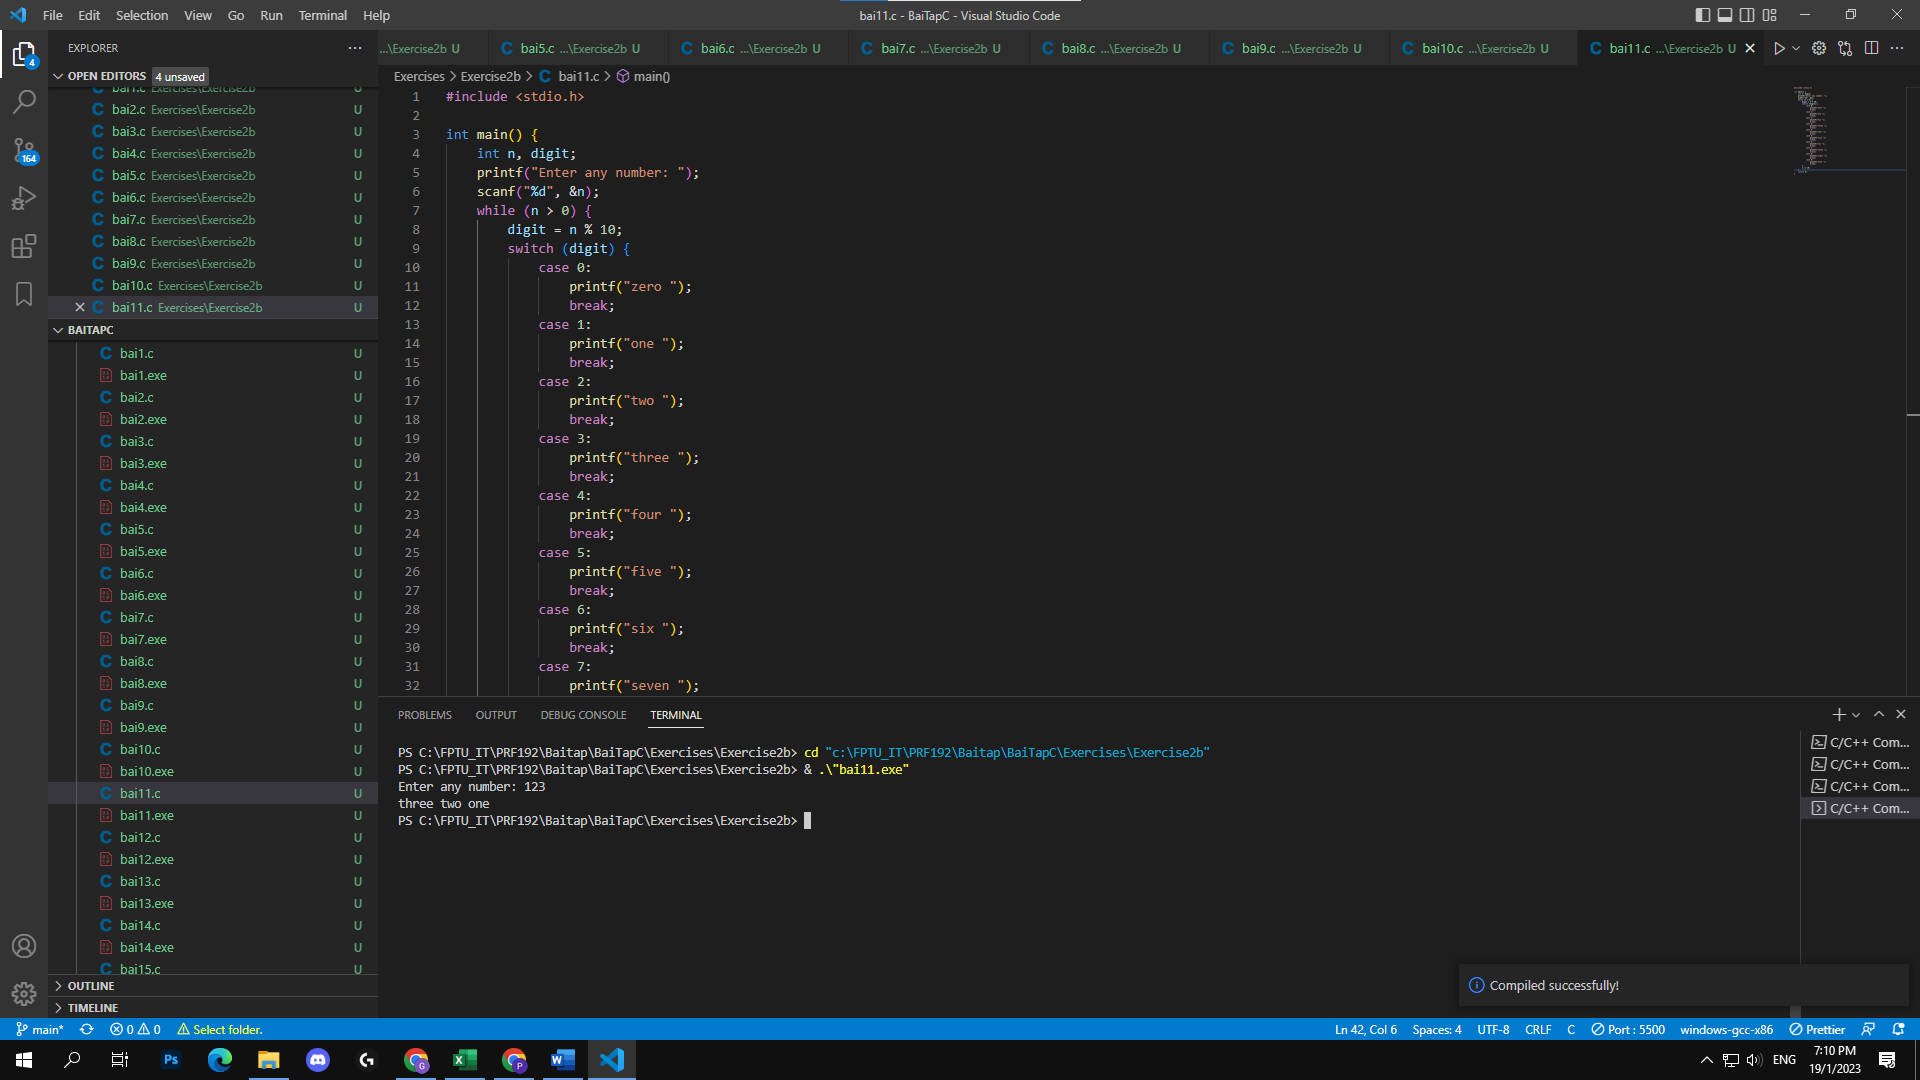 File Edit Selection View Go Run Terminal Help
bai11.c - BaiTapC - Visual Studio Code
EXPLORER
OPEN EDITORS 4 unsaved
bai1.c Exercises\Exercise2b U
bai2.c Exercises\Exercise2b U
bai3.c Exercises\Exercise2b U
bai4.c Exercises\Exercise2b U
bai5.c Exercises\Exercise2b U
bai6.c Exercises\Exercise2b U
bai7.c Exercises\Exercise2b U
bai8.c Exercises\Exercise2b U
bai9.c Exercises\Exercise2b U
bai10.c Exercises\Exercise2b U
bai11.c Exercises\Exercise2b U
BAITAPC
bai1.c U
bai1.exe U
bai2.c U
bai2.exe U
bai3.c U
bai3.exe U
bai4.c U
bai4.exe U
bai5.c U
bai5.exe U
bai6.c U
bai6.exe U
bai7.c U
bai7.exe U
bai8.c U
bai8.exe U
bai9.c U
bai9.exe U
bai10.c U
bai10.exe U
bai11.c U
bai11.exe U
bai12.c U
bai12.exe U
bai13.c U
bai13.exe U
bai14.c U
bai14.exe U
bai15.c U
OUTLINE
TIMELINE
4
164
...\Exercise2b U bai5.c ...\Exercise2b U bai6.c ...\Exercise2b U bai7.c ...\Exercise2b U bai8.c ...\Exercise2b U bai9.c ...\Exercise2b U bai10.c ...\Exercise2b U bai11.c ...\Exercise2b U
Exercises > Exercise2b > C bai11.c > main()
1 #include <stdio.h>
2
3 int main() {
4 int n, digit;
5 printf("Enter any number: ");
6 scanf("%d", &n);
7 while (n > 0) {
8 digit = n % 10;
9 switch (digit) {
10 case 0:
11 printf("zero ");
12 break;
13 case 1:
14 printf("one ");
15 break;
16 case 2:
17 printf("two ");
18 break;
19 case 3:
20 printf("three ");
21 break;
22 case 4:
23 printf("four ");
24 break;
25 case 5:
26 printf("five ");
27 break;
28 case 6:
29 printf("six ");
30 break;
31 case 7:
32 printf("seven ");
PROBLEMS OUTPUT DEBUG CONSOLE TERMINAL
PS C:\FPTU_IT\PRF192\Baitap\BaiTapC\Exercises\Exercise2b> cd "c:\FPTU_IT\PRF192\Baitap\BaiTapC\Exercises\Exercise2b"
PS C:\FPTU_IT\PRF192\Baitap\BaiTapC\Exercises\Exercise2b> & .\"bai11.exe"
Enter any number: 123
three two one
PS C:\FPTU_IT\PRF192\Baitap\BaiTapC\Exercises\Exercise2b>
C/C++ Com...
C/C++ Com...
C/C++ Com...
C/C++ Com...
Compiled successfully!
main* 0 0 Select folder. Ln 42, Col 6 Spaces: 4 UTF-8 CRLF C Port : 5500 windows-gcc-x86 Prettier
Ps G P ENG 7:10 PM
19/1/2023